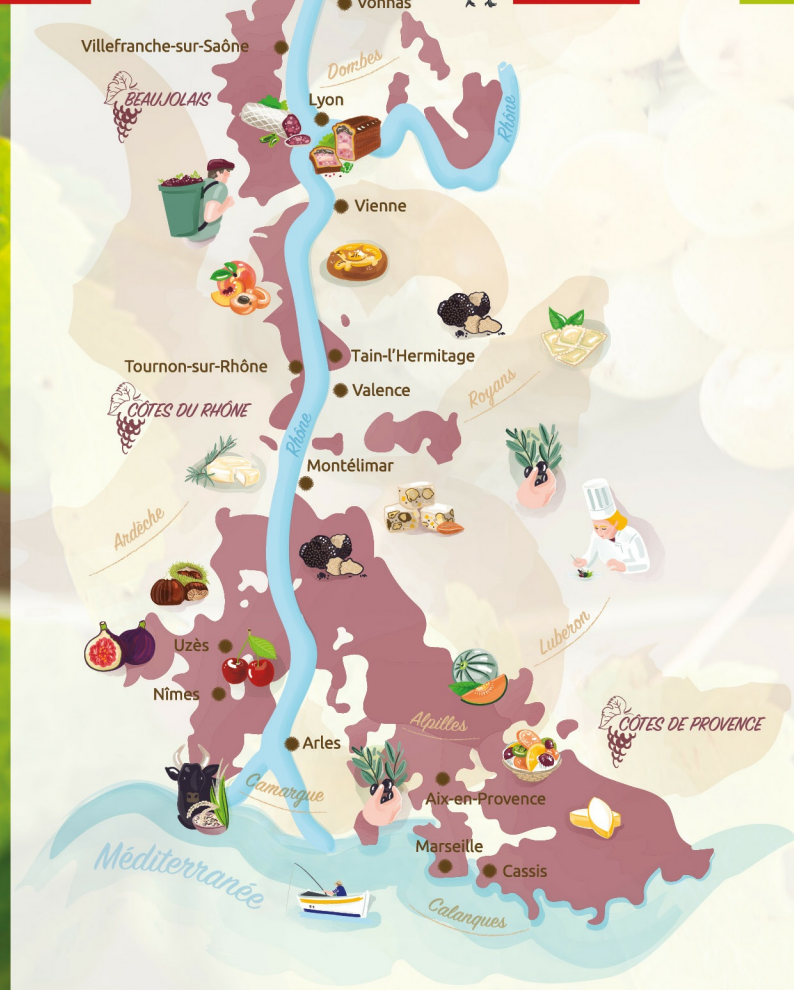 Vonnas
Villefranche-sur-Saône
Dombes
BEAUJOLAIS
Lyon
Rhône
Vienne
Tain-l'Hermitage
Tournon-sur-Rhône
Valence
Royans
CÔTES DU RHÔNE
Rhône
Montélimar
Ardèche
Luberon
Uzès
Nîmes
Alpilles
CÔTES DE PROVENCE
Arles
Camargue
Aix-en-Provence
Marseille
Cassis
Méditerranée
Calanques